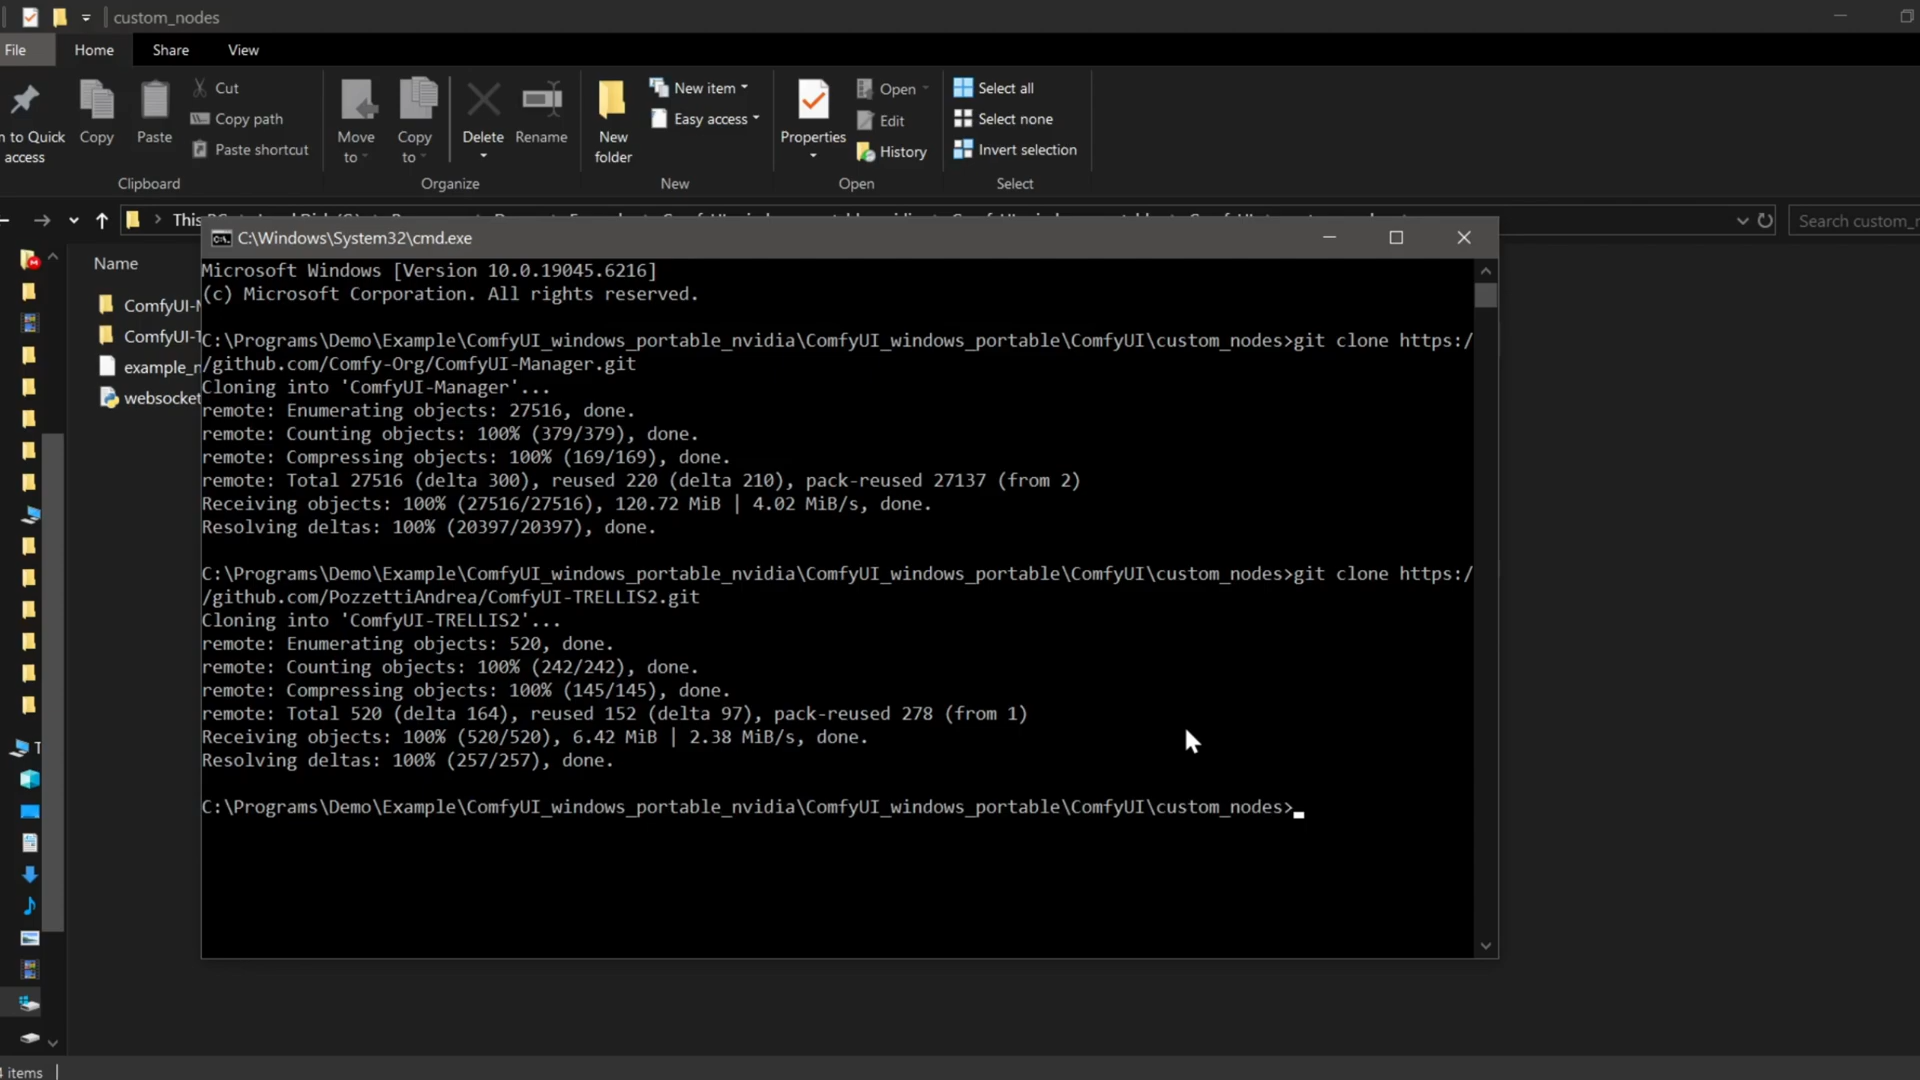 custom_nodes
File
Home
Share
View
n to Quick
access
Copy
Paste
Cut
Copy path
Paste shortcut
Move
to
Copy
to
Delete
Rename
New
folder
New item
Easy access
Properties
Open
Edit
History
Select all
Select none
Invert selection
Clipboard
Organize
New
Open
Select
Search custom_n
Name
ComfyUI-M
ComfyUI-T
example_n
websocket
C:\Windows\System32\cmd.exe
Microsoft Windows [Version 10.0.19045.6216]
(c) Microsoft Corporation. All rights reserved.
C:\Programs\Demo\Example\ComfyUI_windows_portable_nvidia\ComfyUI_windows_portable\ComfyUI\custom_nodes>git clone https:/
/github.com/Comfy-Org/ComfyUI-Manager.git
Cloning into 'ComfyUI-Manager'...
remote: Enumerating objects: 27516, done.
remote: Counting objects: 100% (379/379), done.
remote: Compressing objects: 100% (169/169), done.
remote: Total 27516 (delta 300), reused 220 (delta 210), pack-reused 27137 (from 2)
Receiving objects: 100% (27516/27516), 120.72 MiB | 4.02 MiB/s, done.
Resolving deltas: 100% (20397/20397), done.
C:\Programs\Demo\Example\ComfyUI_windows_portable_nvidia\ComfyUI_windows_portable\ComfyUI\custom_nodes>git clone https:/
/github.com/PozzettiAndrea/ComfyUI-TRELLIS2.git
Cloning into 'ComfyUI-TRELLIS2'...
remote: Enumerating objects: 520, done.
remote: Counting objects: 100% (242/242), done.
remote: Compressing objects: 100% (145/145), done.
remote: Total 520 (delta 164), reused 152 (delta 97), pack-reused 278 (from 1)
Receiving objects: 100% (520/520), 6.42 MiB | 2.38 MiB/s, done.
Resolving deltas: 100% (257/257), done.
C:\Programs\Demo\Example\ComfyUI_windows_portable_nvidia\ComfyUI_windows_portable\ComfyUI\custom_nodes>
T
4 items